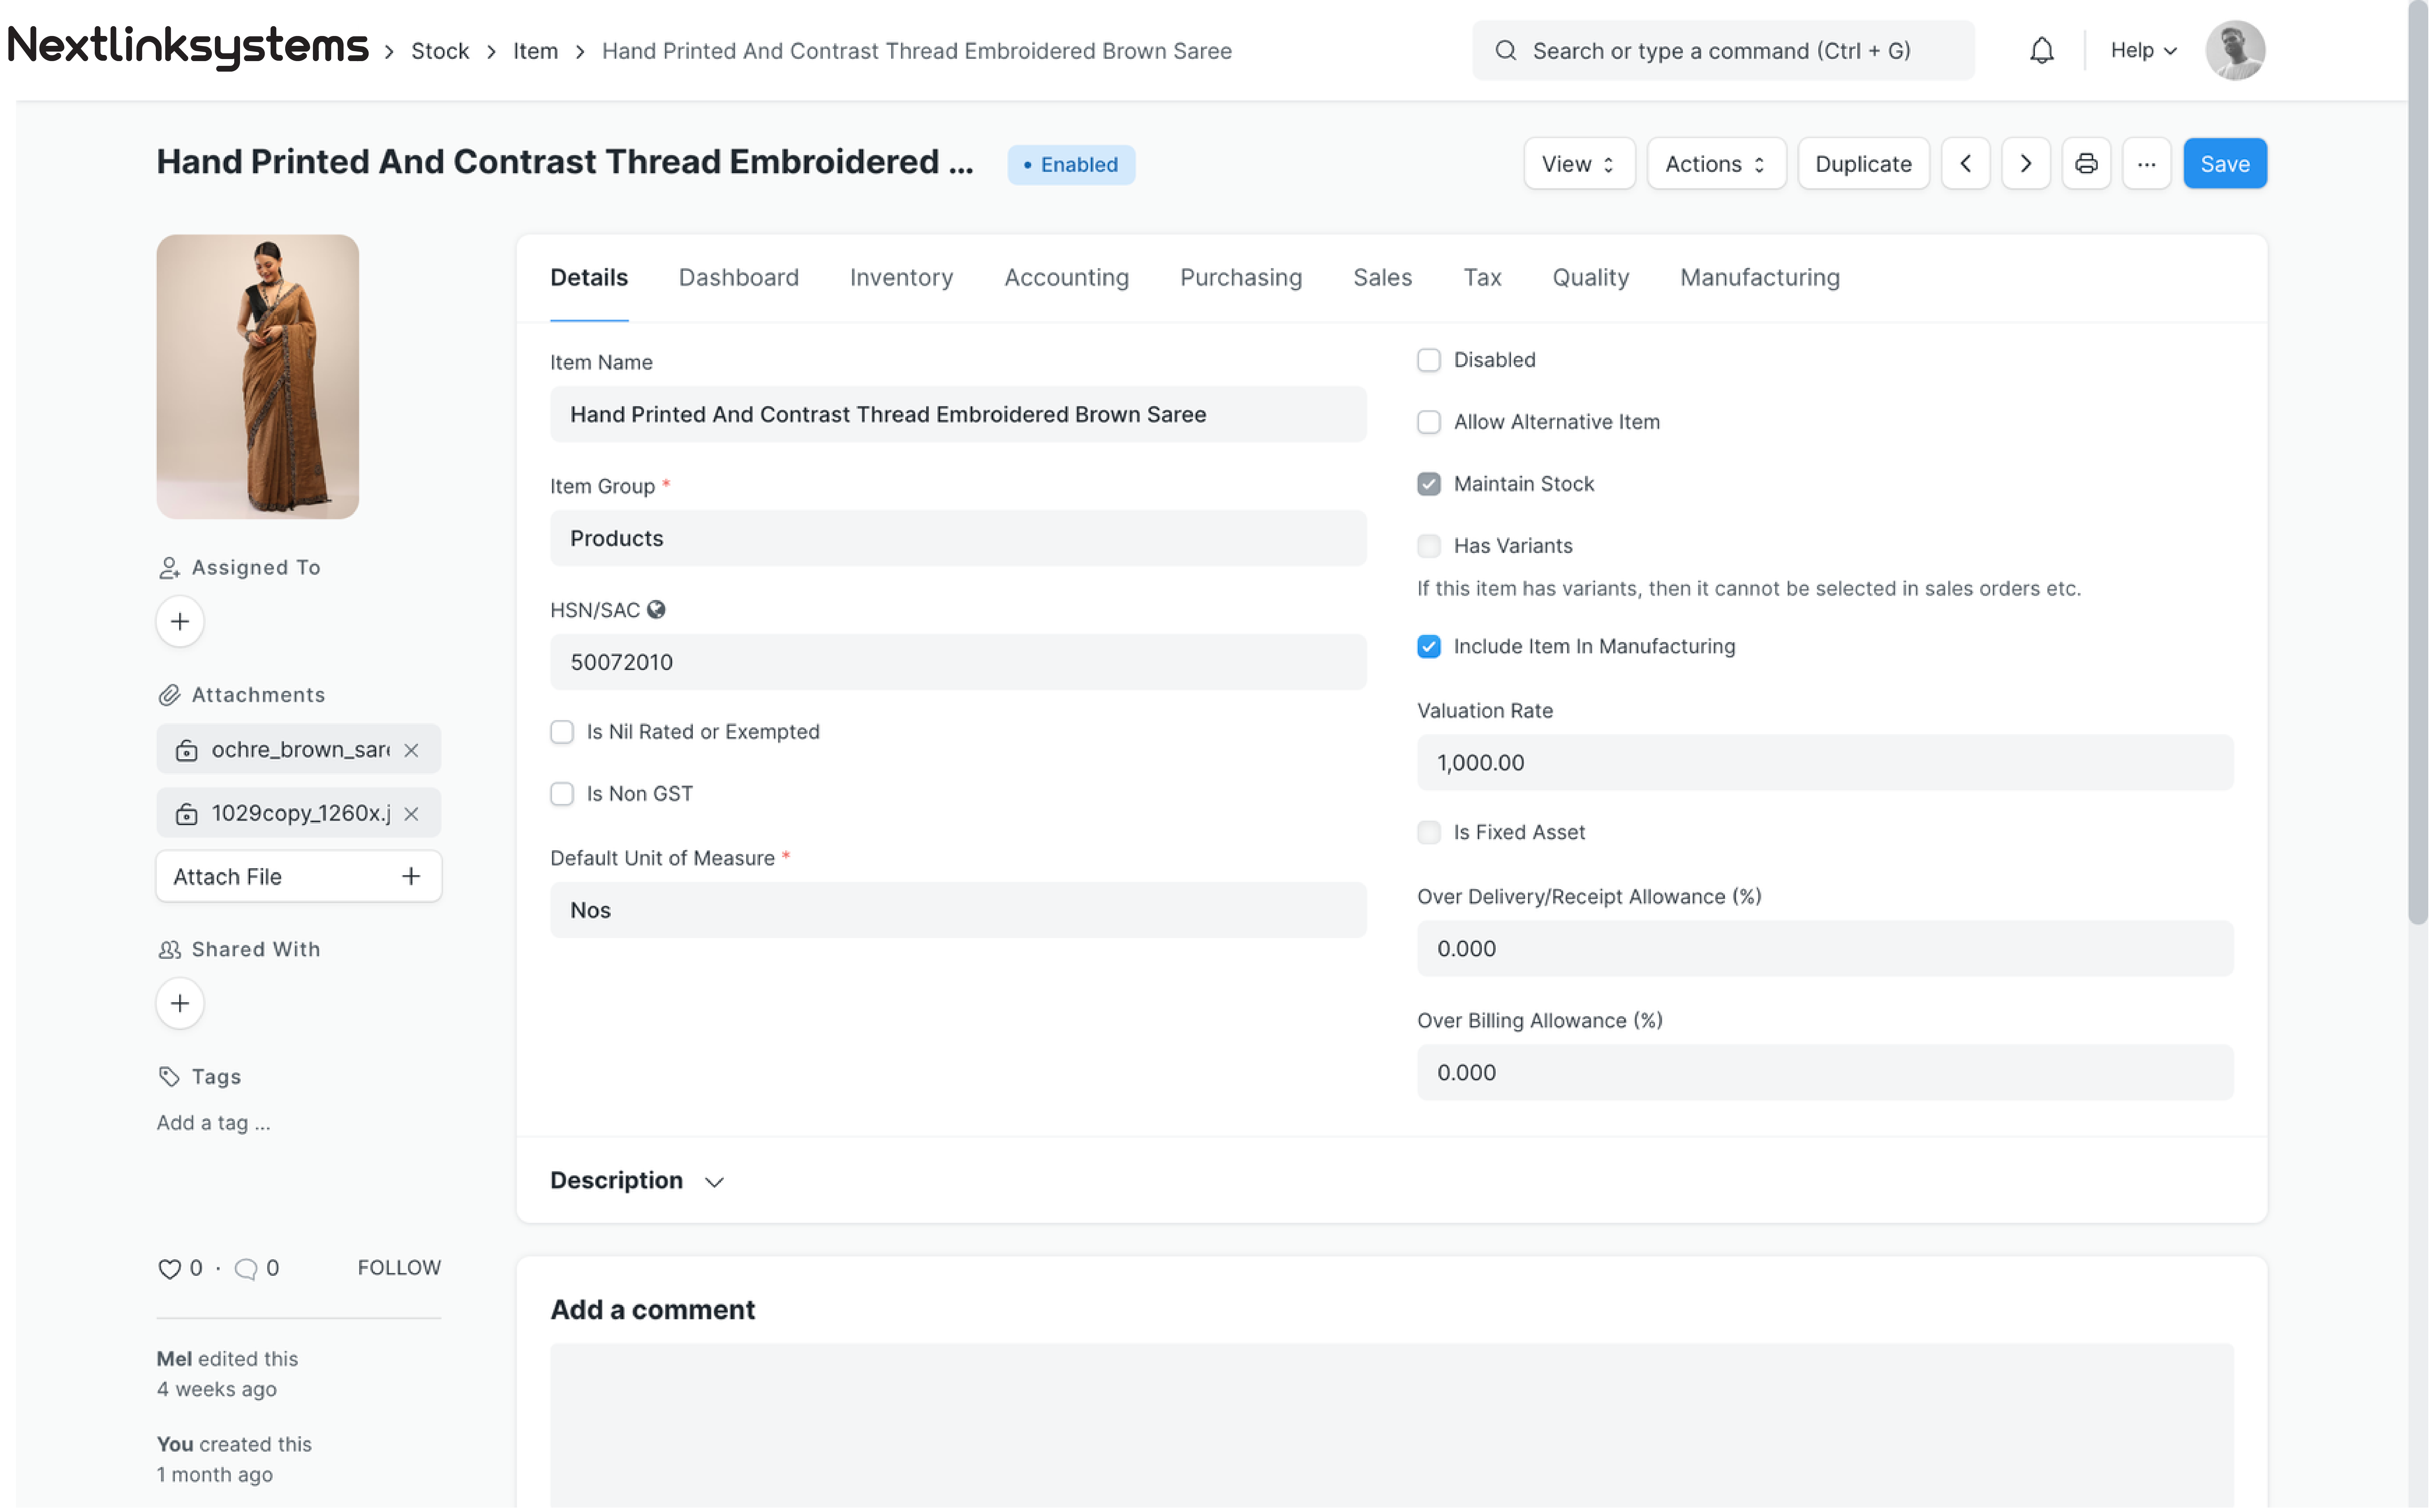 Nextlinksystems > Stock > Item > Hand Printed And Contrast Thread Embroidered Brown Saree
Search or type a command (Ctrl + G)
Help
Hand Printed And Contrast Thread Embroidered ...
• Enabled
View
Actions
Duplicate
...
Save
Assigned To
+
Attachments
ochre_brown_sar
1029copy_1260x.j
Attach File +
Shared With
+
Tags
Add a tag ...
0 · 0 FOLLOW
Mel edited this
4 weeks ago
You created this
1 month ago
Details Dashboard Inventory Accounting Purchasing Sales Tax Quality Manufacturing
Item Name
Hand Printed And Contrast Thread Embroidered Brown Saree
Item Group *
Products
HSN/SAC
50072010
Is Nil Rated or Exempted
Is Non GST
Default Unit of Measure *
Nos
Disabled
Allow Alternative Item
Maintain Stock
Has Variants
If this item has variants, then it cannot be selected in sales orders etc.
Include Item In Manufacturing
Valuation Rate
1,000.00
Is Fixed Asset
Over Delivery/Receipt Allowance (%)
0.000
Over Billing Allowance (%)
0.000
Description
Add a comment